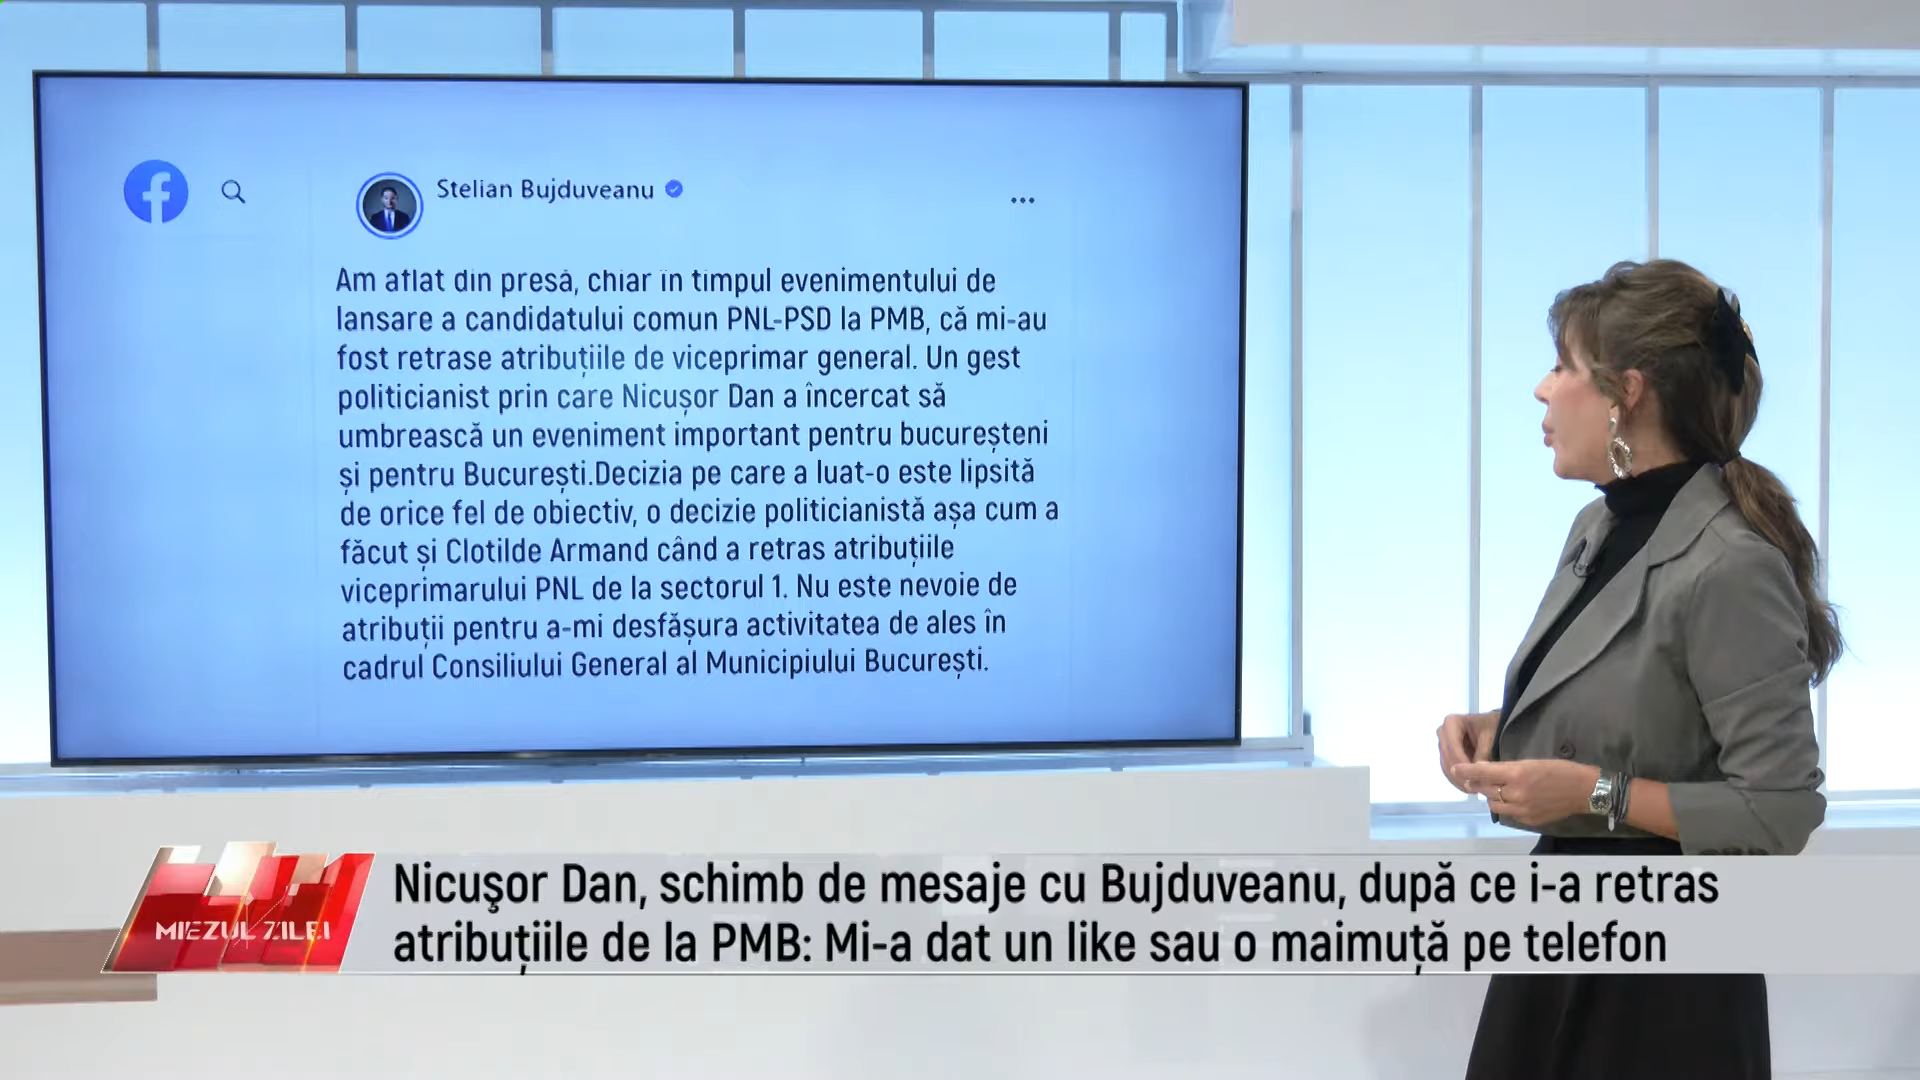 Stelian Bujduveanu
Am aflat din presă, chiar în timpul evenimentului de
lansare a candidatului comun PNL-PSD la PMB, că mi-au
fost retrase atribuțiile de viceprimar general. Un gest
politicianist prin care Nicușor Dan a încercat să
umbrească un eveniment important pentru bucureșteni
și pentru București.Decizia pe care a luat-o este lipsită
de orice fel de obiectiv, o decizie politicianistă așa cum a
făcut și Clotilde Armand când a retras atribuțiile
viceprimarului PNL de la sectorul 1. Nu este nevoie de
atribuții pentru a-mi desfășura activitatea de ales în
cadrul Consiliului General al Municipiului București.
MIEZUL ZILEI
Nicuşor Dan, schimb de mesaje cu Bujduveanu, după ce i-a retras
atribuțiile de la PMB: Mi-a dat un like sau o maimuță pe telefon